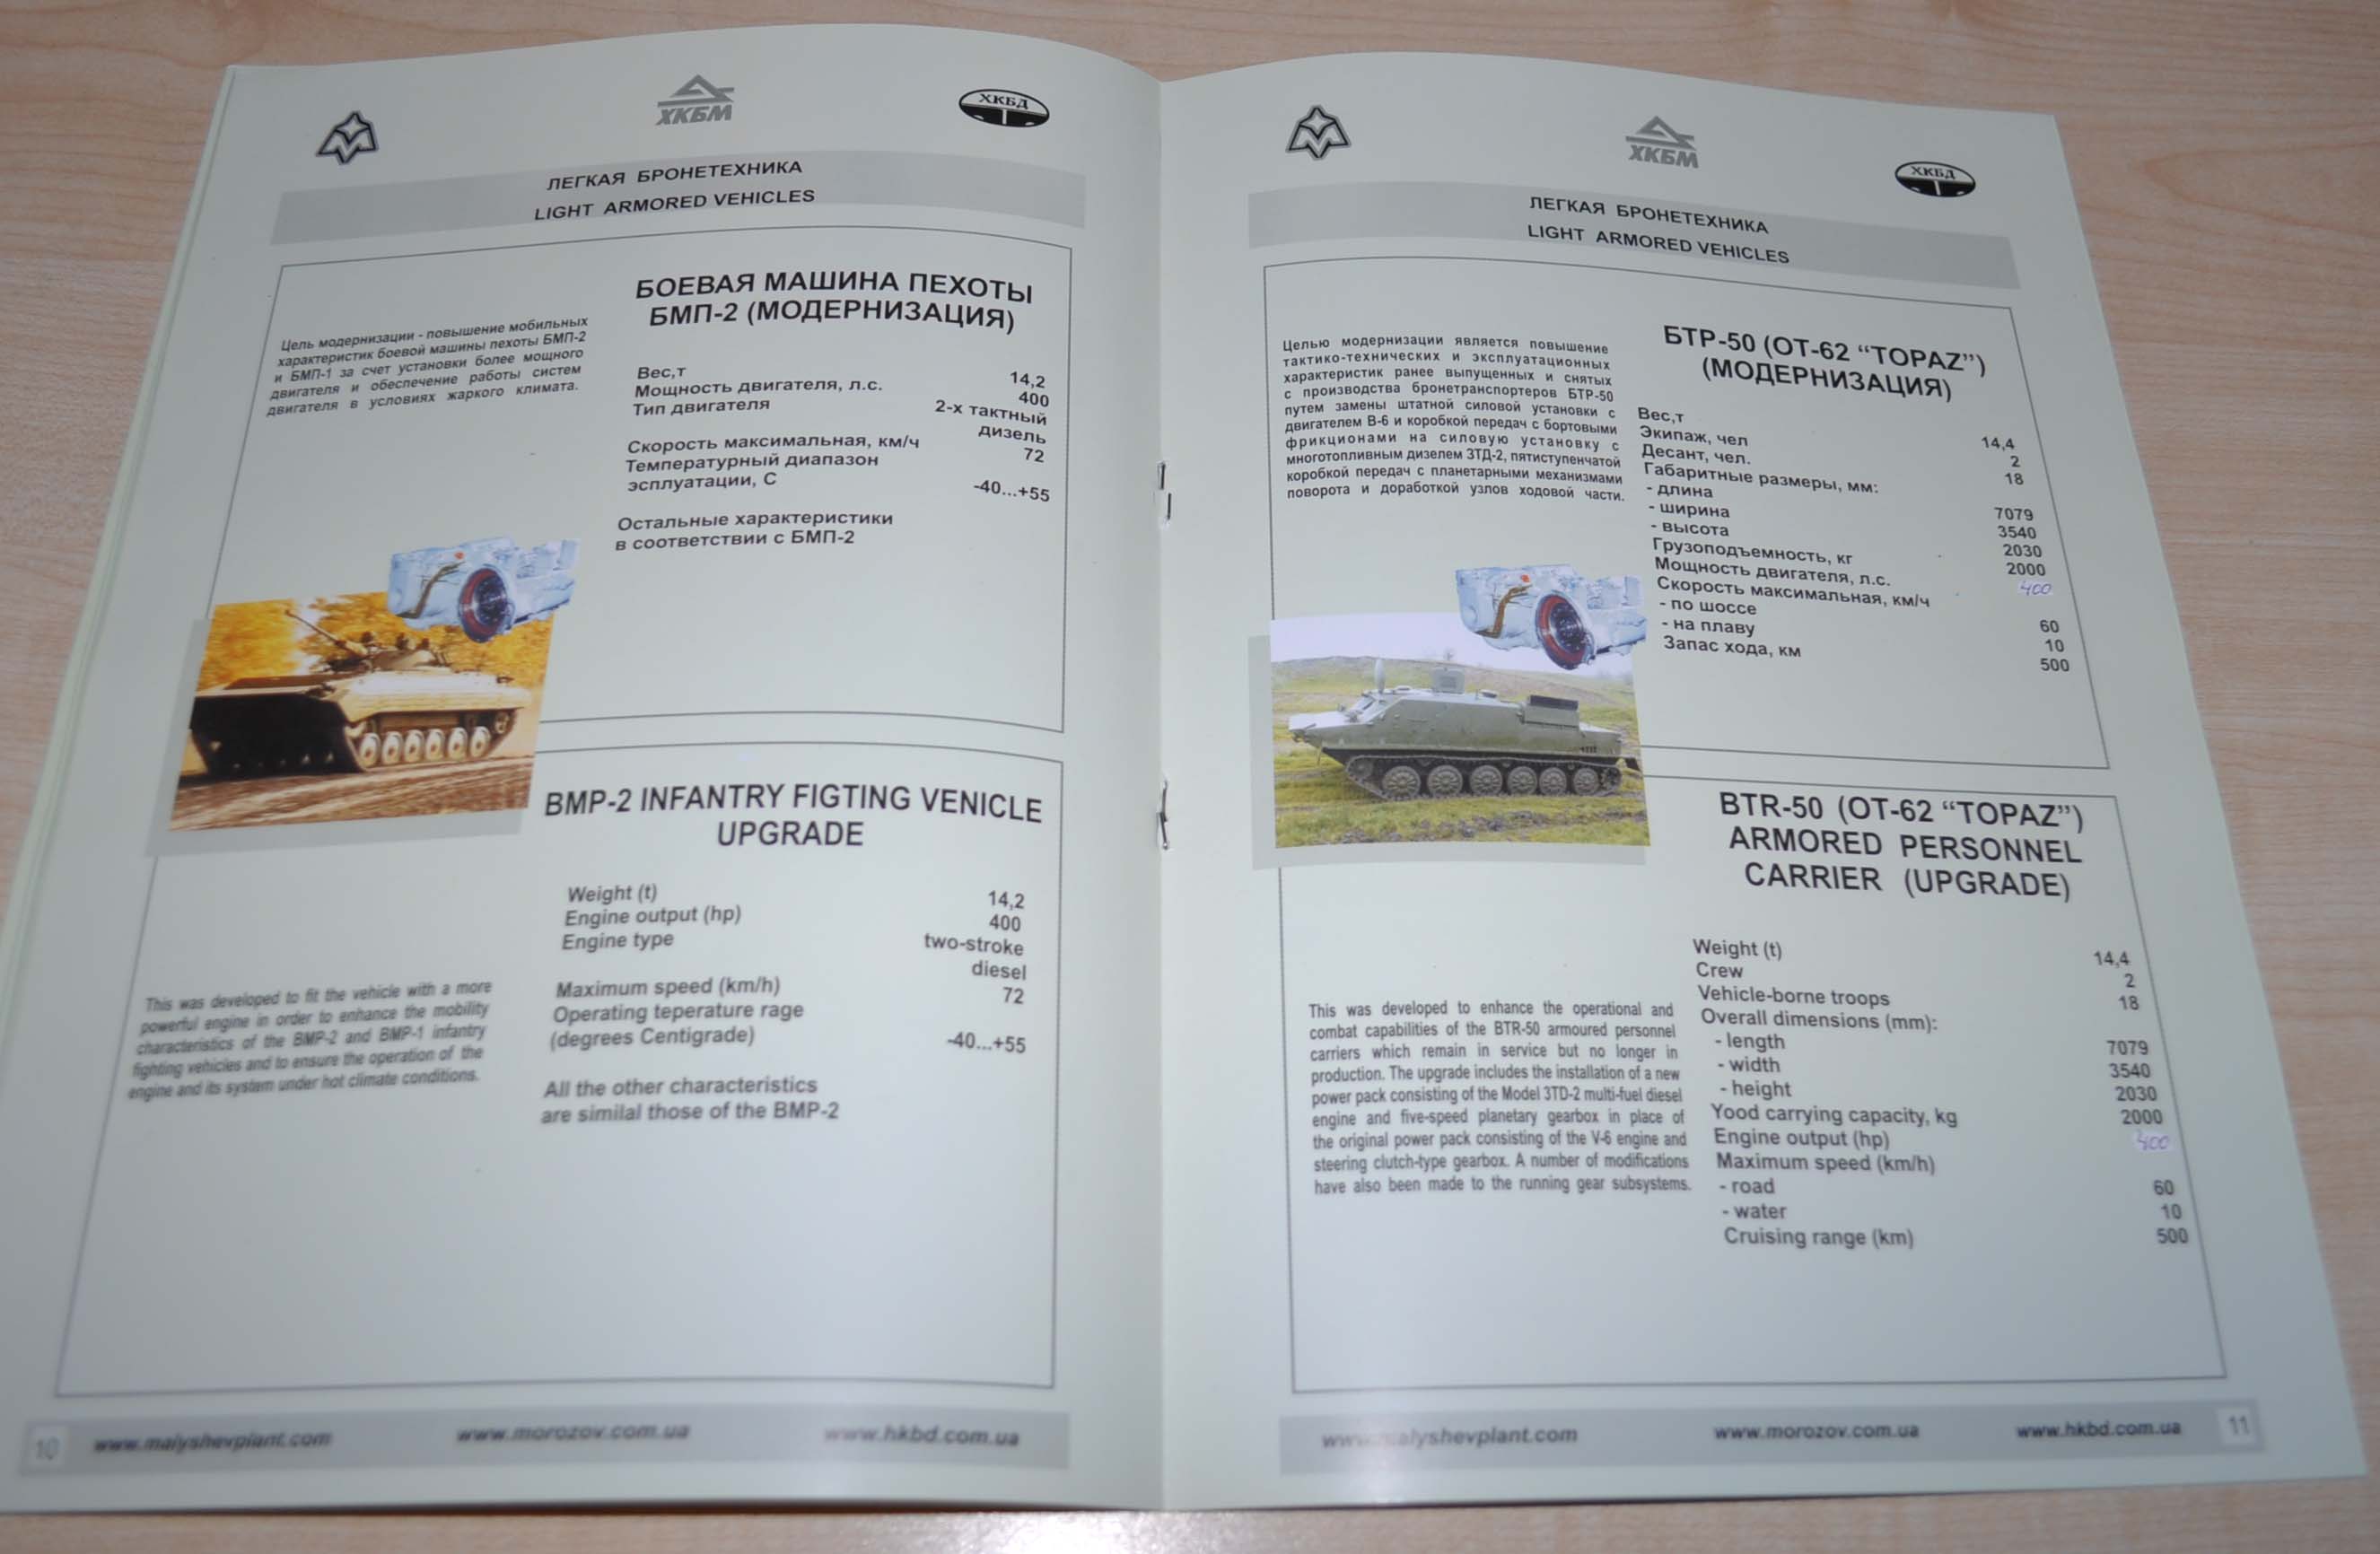 ХКБМ
ХКБД
ЛЕГКАЯ БРОНЕТЕХНИКА
LIGHT ARMORED VEHICLES
БОЕВАЯ МАШИНА ПЕХОТЫ
БМП-2 (МОДЕРНИЗАЦИЯ)
Цель модернизации - повышение мобильных
характеристик боевой машины пехоты БМП-2
и БМП-1 за счет установки более мощного
двигателя и обеспечение работы систем
двигателя в условиях жаркого климата.
Вес,т 14,2
Мощность двигателя, л.с. 400
Тип двигателя 2-х тактный
дизель
Скорость максимальная, км/ч 72
Температурный диапазон
эсплуатации, С -40...+55
Остальные характеристики
в соответствии с БМП-2
BMP-2 INFANTRY FIGTING VENICLE
UPGRADE
Weight (t) 14,2
Engine output (hp) 400
Engine type two-stroke
diesel
Maximum speed (km/h) 72
Operating teperature rage
(degrees Centigrade) -40...+55
All the other characteristics
are similal those of the BMP-2
This was developed to fit the vehicle with a more
powerful engine in order to enhance the mobility
characteristics of the BMP-2 and BMP-1 infantry
fighting vehicles and to ensure the operation of the
engine and its system under hot climate conditions.
10 www.malyshevplant.com www.morozov.com.ua www.hkbd.com.ua
ХКБМ
ХКБД
ЛЕГКАЯ БРОНЕТЕХНИКА
LIGHT ARMORED VEHICLES
БТР-50 (ОТ-62 “TOPAZ”)
(МОДЕРНИЗАЦИЯ)
Целью модернизации является повышение
тактико-технических и эксплуатационных
характеристик ранее выпущенных и снятых
с производства бронетранспортеров БТР-50
путем замены штатной силовой установки с
двигателем В-6 и коробкой передач с бортовыми
фрикционами на силовую установку с
многотопливным дизелем 3ТД-2, пятиступенчатой
коробкой передач с планетарными механизмами
поворота и доработкой узлов ходовой части.
Вес,т 14,4
Экипаж, чел 2
Десант, чел. 18
Габаритные размеры, мм:
- длина 7079
- ширина 3540
- высота 2030
Грузоподъемность, кг 2000
Мощность двигателя, л.с. 400
Скорость максимальная, км/ч
- по шоссе 60
- на плаву 10
Запас хода, км 500
BTR-50 (OT-62 “TOPAZ”)
ARMORED PERSONNEL
CARRIER (UPGRADE)
Weight (t) 14,4
Crew 2
Vehicle-borne troops 18
Overall dimensions (mm):
- length 7079
- width 3540
- height 2030
Yood carrying capacity, kg 2000
Engine output (hp) 400
Maximum speed (km/h)
- road 60
- water 10
Cruising range (km) 500
This was developed to enhance the operational and
combat capabilities of the BTR-50 armoured personnel
carriers which remain in service but no longer in
production. The upgrade includes the installation of a new
power pack consisting of the Model 3TD-2 multi-fuel diesel
engine and five-speed planetary gearbox in place of
the original power pack consisting of the V-6 engine and
steering clutch-type gearbox. A number of modifications
have also been made to the running gear subsystems.
www.malyshevplant.com www.morozov.com.ua www.hkbd.com.ua 11